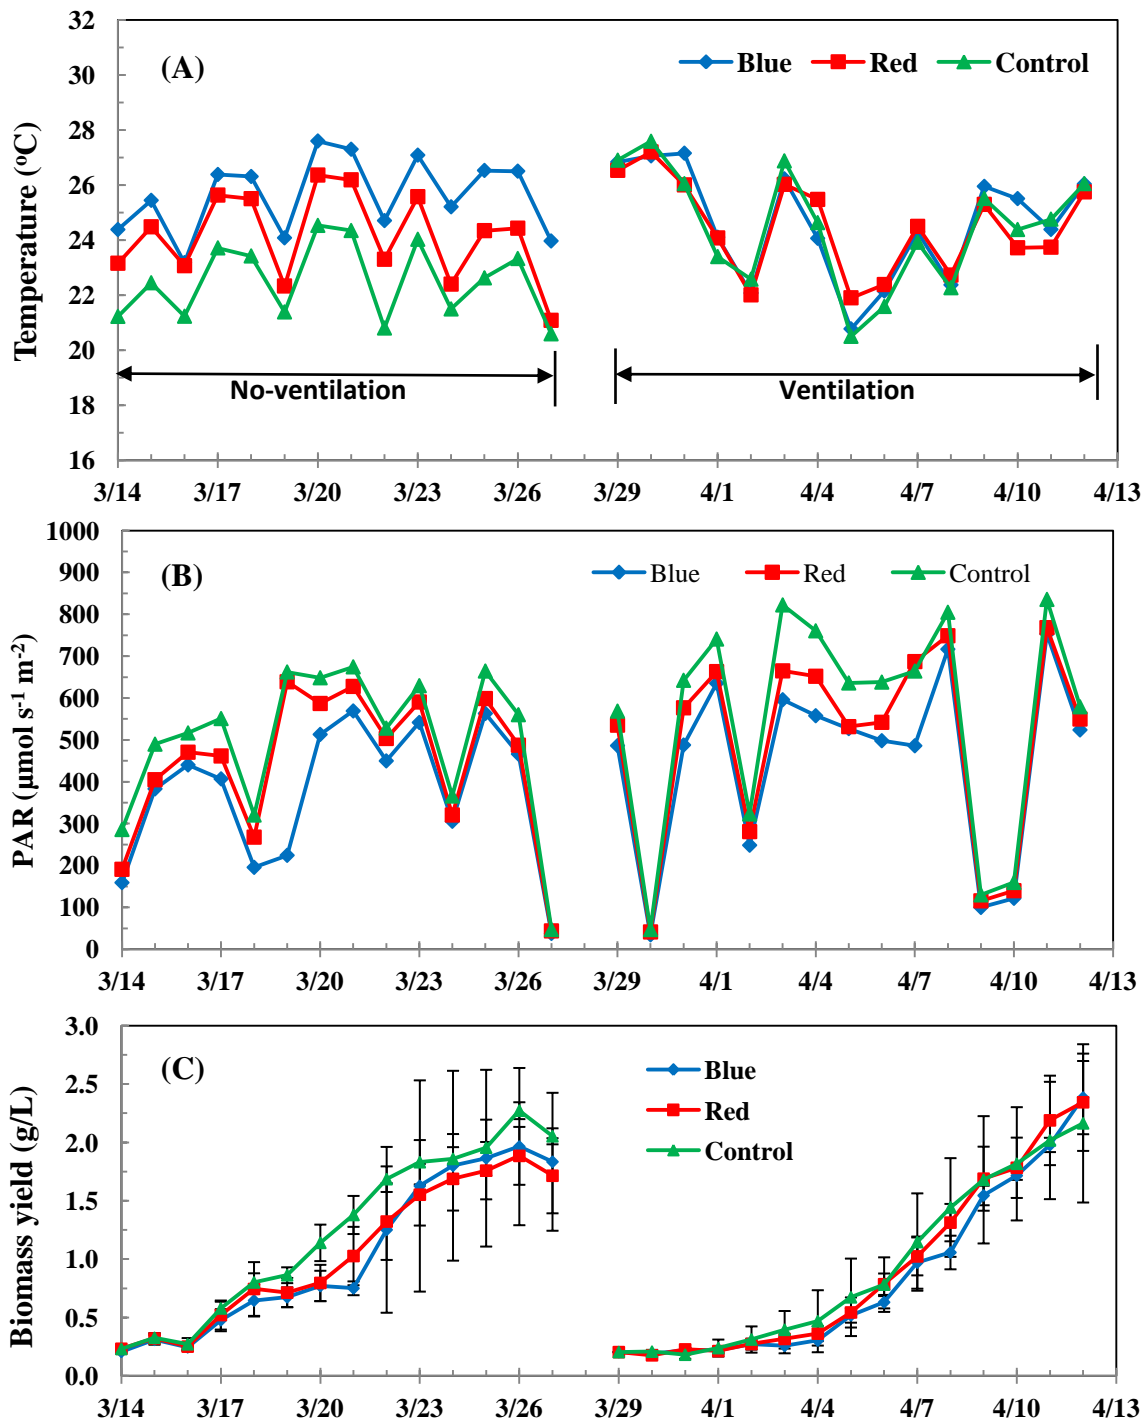 (A)
Blue Red Control
Temperature (ºC)
32
30
28
26
24
22
20
18
16
No-ventilation
Ventilation
3/14 3/17 3/20 3/23 3/26 3/29 4/1 4/4 4/7 4/10 4/13
(B)
Blue Red Control
PAR (µmol s⁻¹ m⁻²)
1000
900
800
700
600
500
400
300
200
100
0
3/14 3/17 3/20 3/23 3/26 3/29 4/1 4/4 4/7 4/10 4/13
(C)
Blue
Red
Control
Biomass yield (g/L)
3.0
2.5
2.0
1.5
1.0
0.5
0.0
3/14 3/17 3/20 3/23 3/26 3/29 4/1 4/4 4/7 4/10 4/13